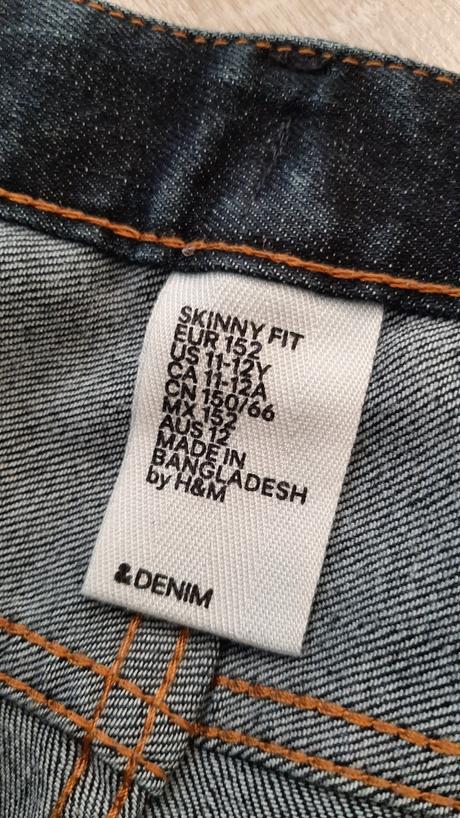 SKINNY FIT
EUR 152
US 11-12Y
CA 11-12A
CN 150/66
MX 152
AUS 12
MADE IN
BANGLADESH
by H&M
&DENIM